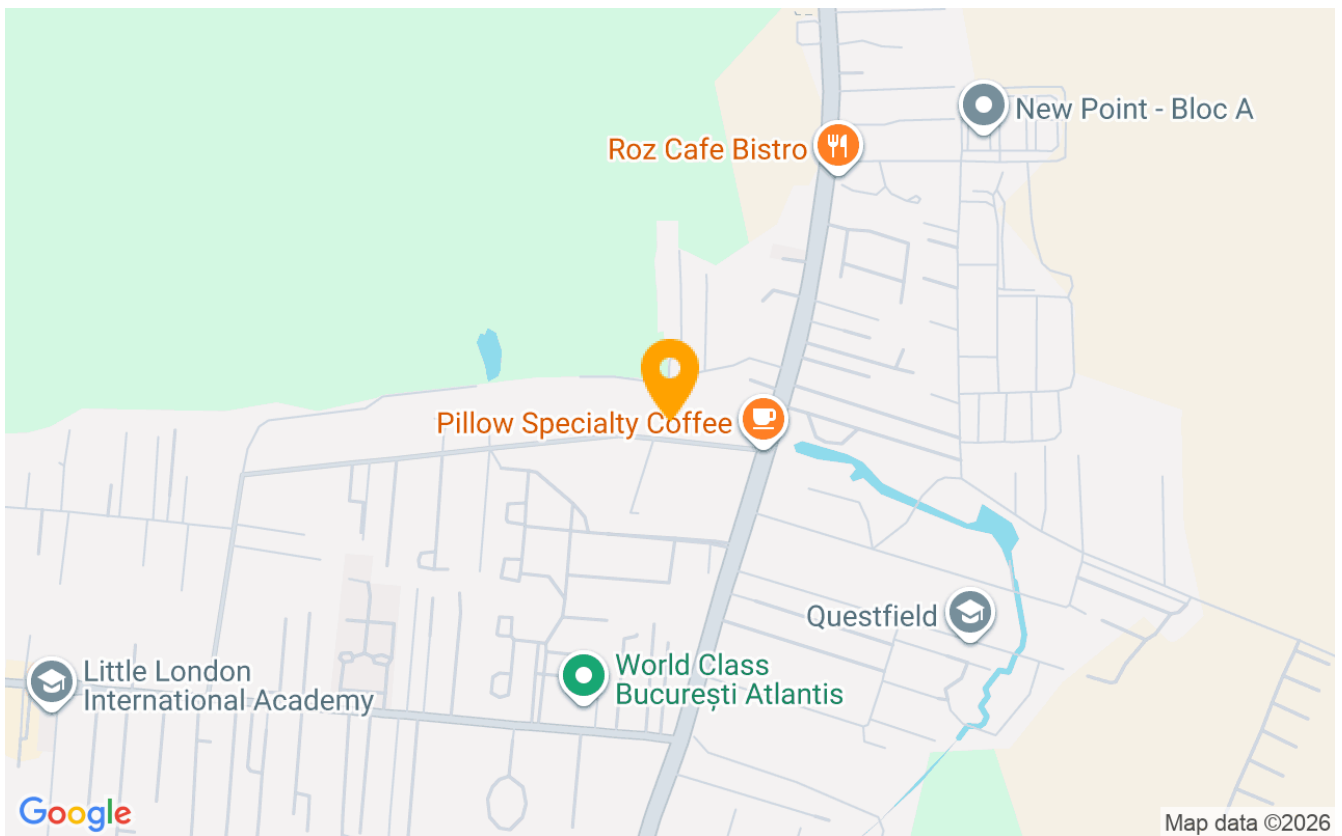 New Point - Bloc A
Roz Cafe Bistro
Pillow Specialty Coffee
Questfield
World Class
București Atlantis
Little London
International Academy
Google
Map data ©2026